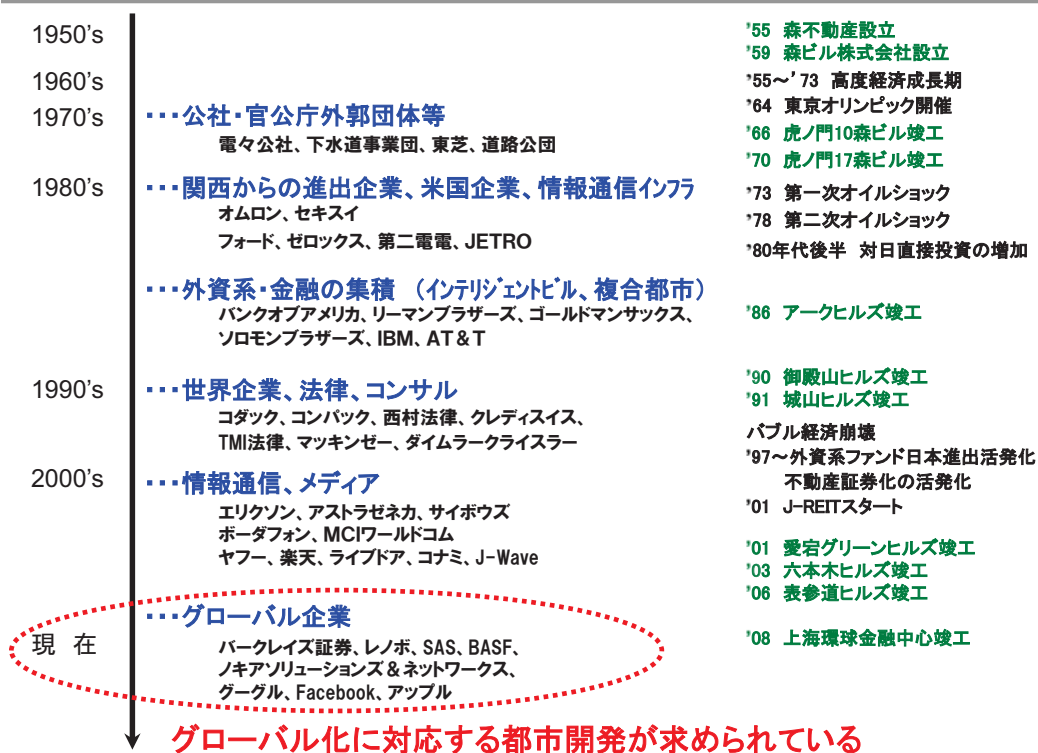 1950's
'55 森不動産設立
'59 森ビル株式会社設立
1960's
'55～'73 高度経済成長期
'64 東京オリンピック開催
1970's
･･･公社･官公庁外郭団体等
電々公社、下水道事業団、東芝、道路公団
'66 虎ノ門10森ビル竣工
'70 虎ノ門17森ビル竣工
1980's
･･･関西からの進出企業、米国企業、情報通信ｲﾝﾌﾗ
オムロン、セキスイ
フォード、ゼロックス、第二電電、JETRO
'73 第一次オイルショック
'78 第二次オイルショック
'80年代後半 対日直接投資の増加
･･･外資系･金融の集積 （ｲﾝﾃﾘｼﾞｪﾝﾄﾋﾞﾙ、複合都市）
バンクオブアメリカ、リーマンブラザーズ、ゴールドマンサックス、
ソロモンブラザーズ、IBM、AT＆T
'86 アークヒルズ竣工
1990's
･･･世界企業、法律、コンサル
コダック、コンパック、西村法律、クレディスイス、
TMI法律、マッキンゼー、ダイムラークライスラー
'90 御殿山ヒルズ竣工
'91 城山ヒルズ竣工
バブル経済崩壊
'97～外資系ファンド日本進出活発化
不動産証券化の活発化
'01 J-REITスタート
2000's
･･･情報通信、メディア
エリクソン、アストラゼネカ、サイボウズ
ボーダフォン、MCIワールドコム
ヤフー、楽天、ライブドア、コナミ、J-Wave
'01 愛宕グリーンヒルズ竣工
'03 六本木ヒルズ竣工
'06 表参道ヒルズ竣工
現 在
･･･グローバル企業
バークレイズ証券、レノボ、SAS、BASF、
ノキアソリューションズ＆ネットワークス、
グーグル、Facebook、アップル
'08 上海環球金融中心竣工
グローバル化に対応する都市開発が求められている